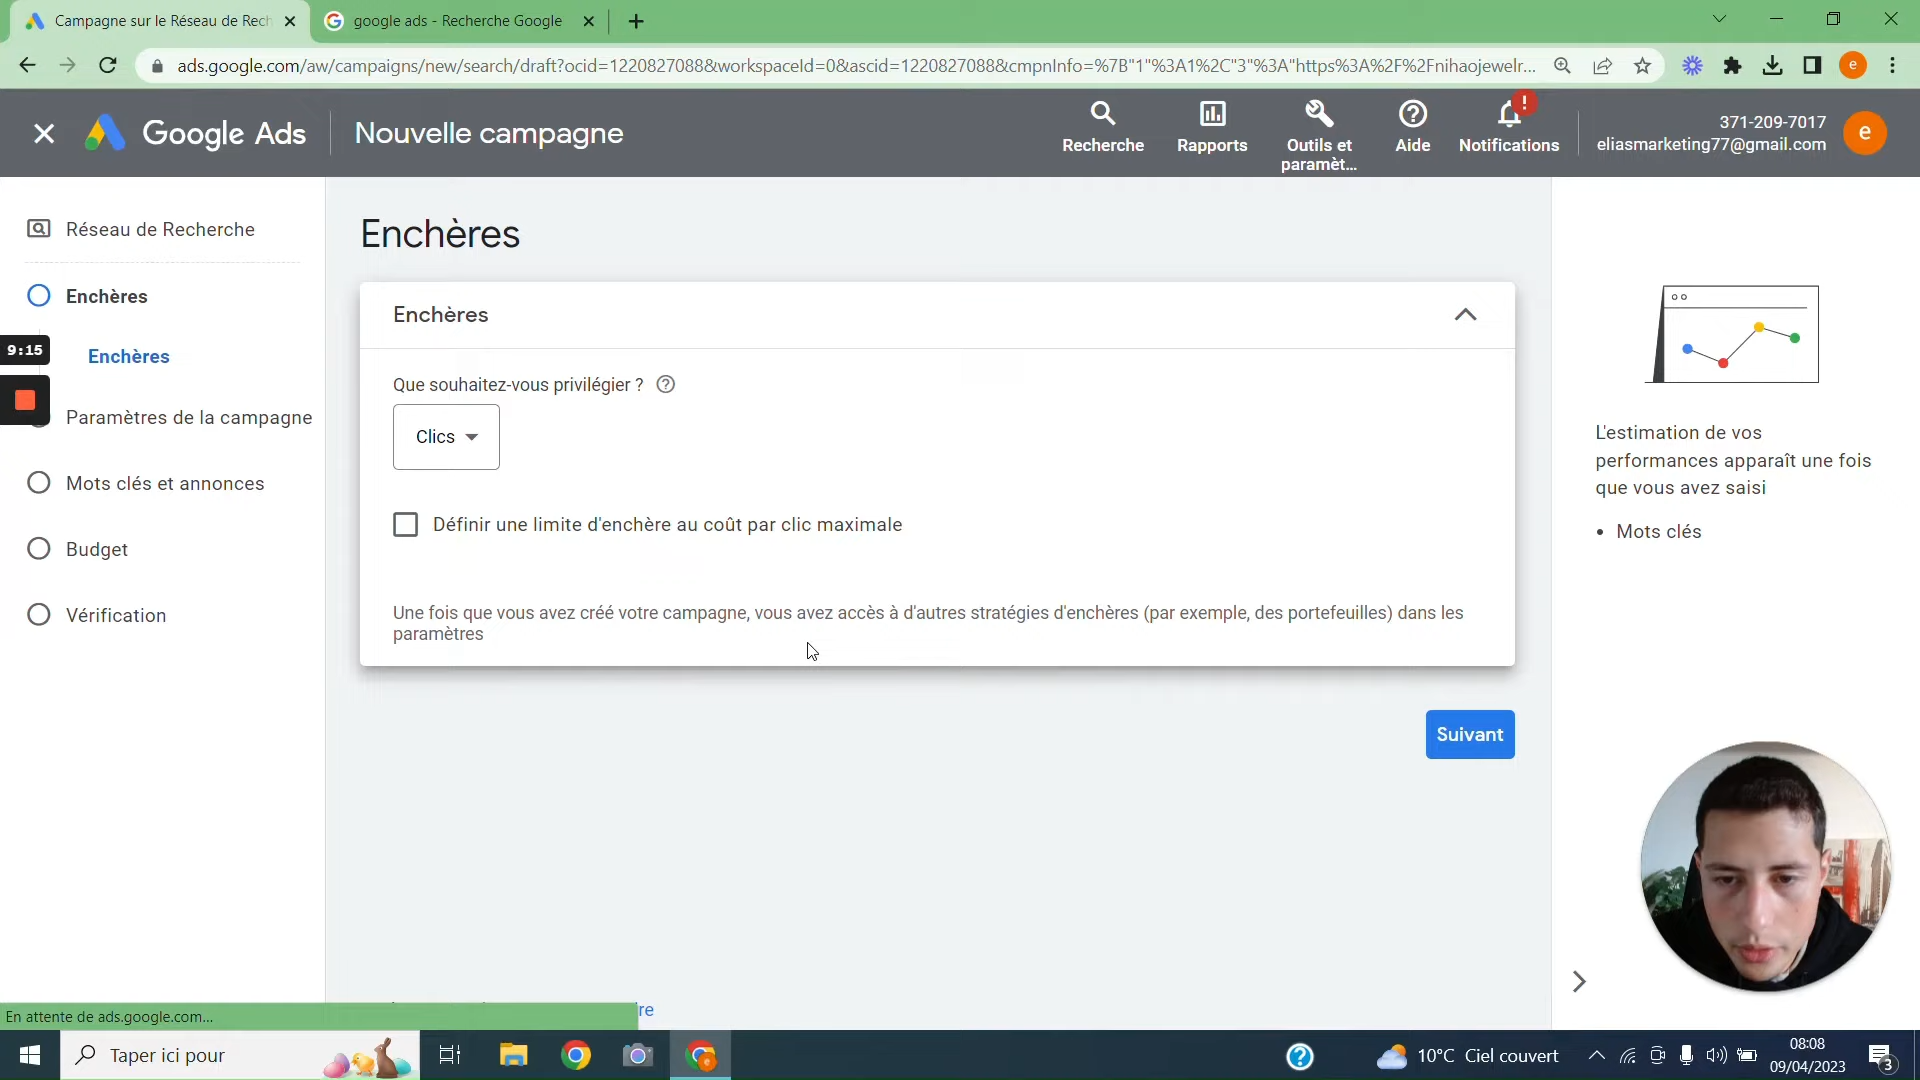 Campagne sur le Réseau de Rech
google ads - Recherche Google
ads.google.com/aw/campaigns/new/search/draft?ocid=1220827088&workspaceId=0&ascid=1220827088&cmpnInfo=%7B"1"%3A1%2C"3"%3A"https%3A%2F%2Fnihaojewelr...
e
Google Ads
Nouvelle campagne
Recherche
Rapports
Outils et
paramèt...
Aide
!
Notifications
371-209-7017
eliasmarketing77@gmail.com
e
Réseau de Recherche
Enchères
Enchères
9:15
Paramètres de la campagne
Mots clés et annonces
Budget
Vérification
Enchères
Enchères
Que souhaitez-vous privilégier ?
Clics
Définir une limite d'enchère au coût par clic maximale
Une fois que vous avez créé votre campagne, vous avez accès à d'autres stratégies d'enchères (par exemple, des portefeuilles) dans les
paramètres
Suivant
L'estimation de vos
performances apparaît une fois
que vous avez saisi
• Mots clés
re
En attente de ads.google.com...
Taper ici pour
10°C Ciel couvert
08:08
09/04/2023
3